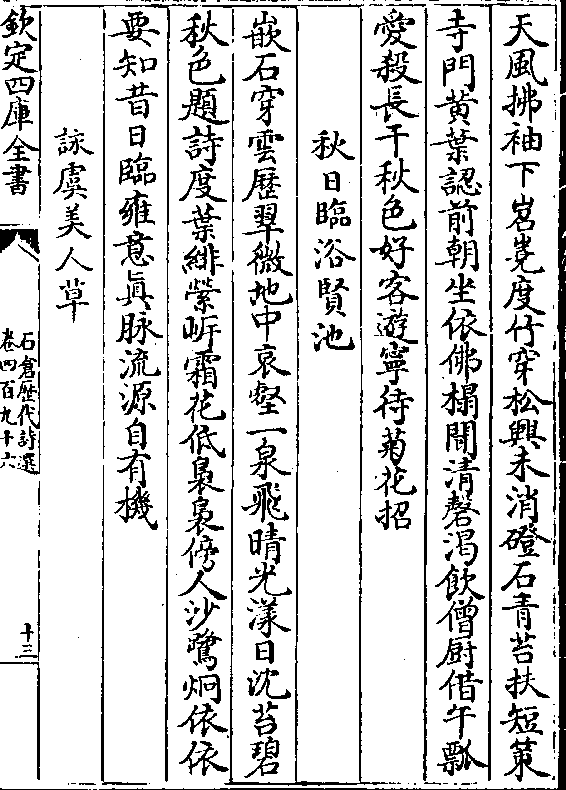 天風拂袖下岧嶤度竹穿松興未消磴石青苔扶短策
寺門黄葉認前朝坐依佛榻聞清磬渴飲僧厨借午瓢
愛殺長干秋色好客遊寧待菊花招
秋日臨浴賢池
嵌石穿雲歴翠微地中哀壑一泉飛晴光漾日沈苔碧
秋色題詩度葉緋縈㟁霜花低裊裊傍人沙鷺炯依依
要知昔日臨雍意眞脉流源自有機
詠虞美人草
欽定四庫全書
石倉歴代詩選
卷四百九十六
十三